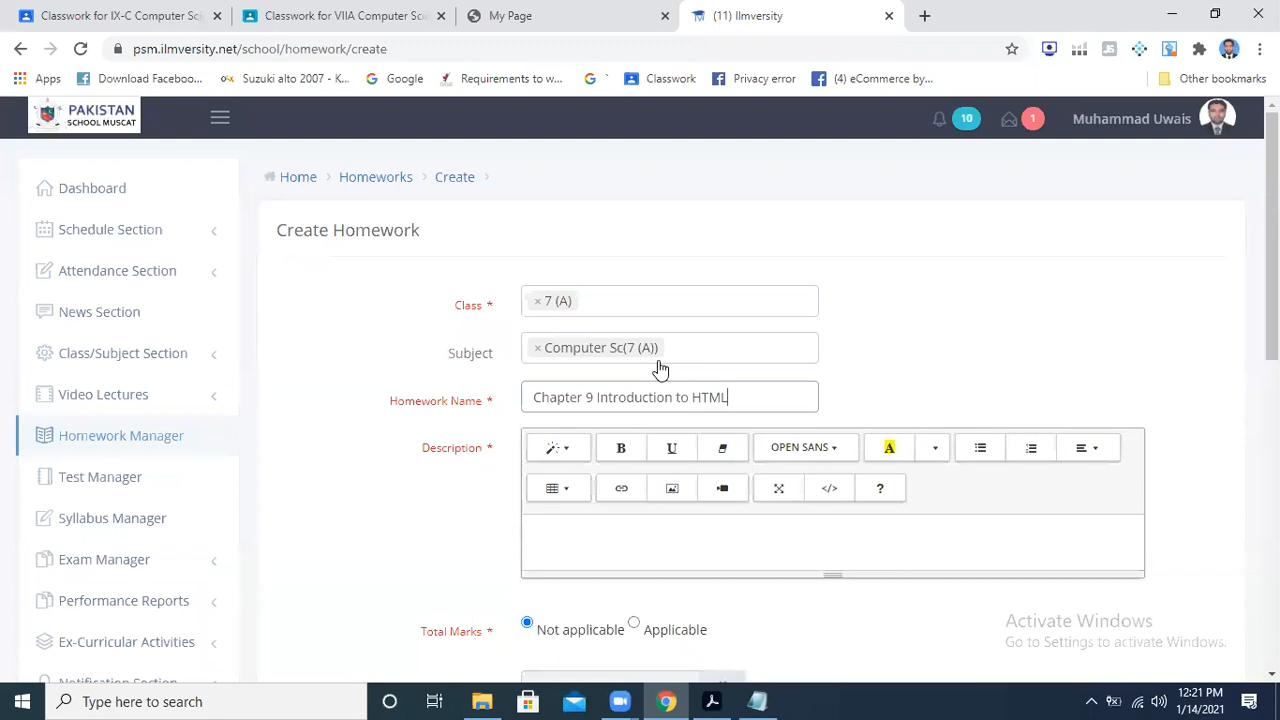 Classwork for IX-C Computer Sc
Classwork for VIIA Computer Sc
My Page
(11) Ilmversity
psm.ilmversity.net/school/homework/create
Apps
Download Faceboo...
Suzuki alto 2007 - K...
Google
Requirements to w...
Classwork
Privacy error
(4) eCommerce by...
Other bookmarks
PAKISTAN
SCHOOL MUSCAT
10
1
Muhammad Uwais
Dashboard
Schedule Section
Attendance Section
News Section
Class/Subject Section
Video Lectures
Homework Manager
Test Manager
Syllabus Manager
Exam Manager
Performance Reports
Ex-Curricular Activities
Notification Section
Home > Homeworks > Create >
Create Homework
Class *
× 7 (A)
Subject
× Computer Sc(7 (A))
Homework Name *
Chapter 9 Introduction to HTML
Description *
B U OPEN SANS A
</> ?
Total Marks *
Not applicable
Applicable
Activate Windows
Go to Settings to activate Windows.
Type here to search
12:21 PM
1/14/2021